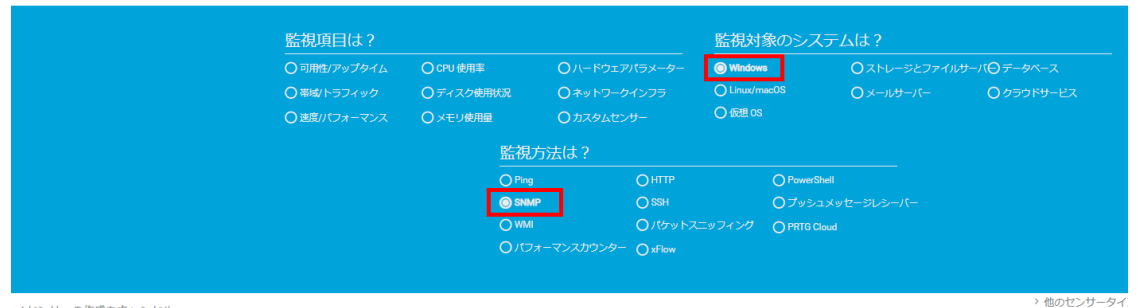 監視項目は？
可用性/アップタイム CPU 使用率 ハードウェアパラメーター
帯域/トラフィック ディスク使用状況 ネットワークインフラ
速度/パフォーマンス メモリ使用量 カスタムセンサー
監視対象のシステムは？
Windows ストレージとファイルサーバ データベース
Linux/macOS メールサーバー クラウドサービス
仮想 OS
監視方法は？
Ping HTTP PowerShell
SNMP SSH プッシュメッセージレシーバー
WMI パケットスニッフィング PRTG Cloud
パフォーマンスカウンター xFlow
> 他のセンサータイ